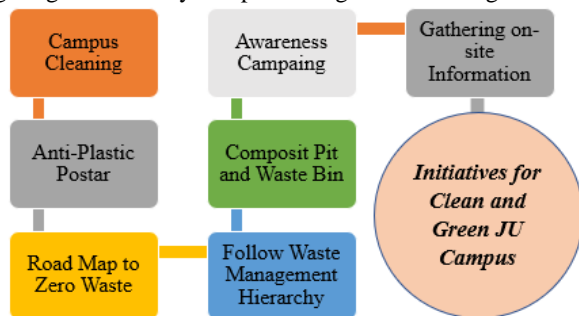 Campus
Cleaning
Anti-Plastic
Postar
Road Map to
Zero Waste
Follow Waste
Management
Hierarchy
Composit Pit
and Waste Bin
Awareness
Campaing
Gathering on-
site
Information
Initiatives for
Clean and
Green JU
Campus